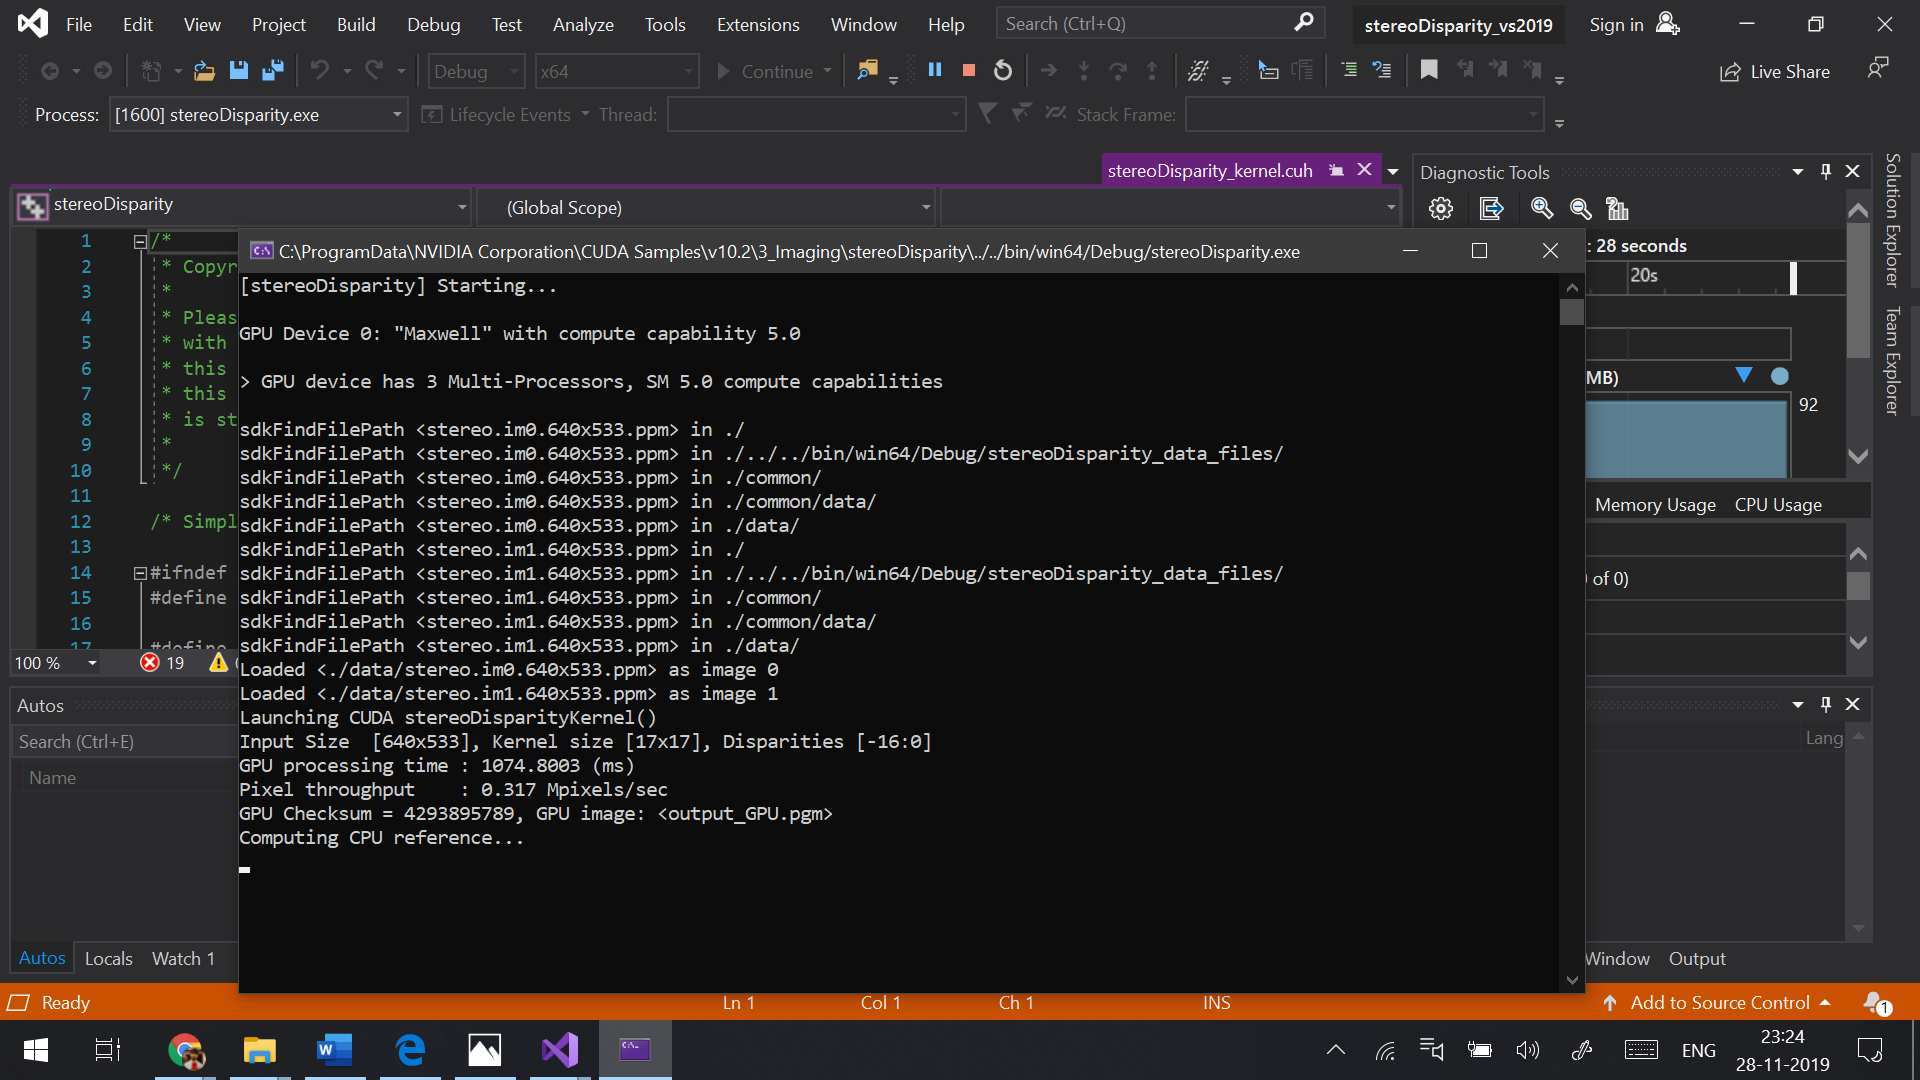 File Edit View Project Build Debug Test Analyze Tools Extensions Window Help Search (Ctrl+Q) stereoDisparity_vs2019 Sign in
Debug x64 Continue Live Share
Process: [1600] stereoDisparity.exe Lifecycle Events Thread: Stack Frame:
stereoDisparity_kernel.cuh
Diagnostic Tools
Solution Explorer
Team Explorer
stereoDisparity (Global Scope)
: 28 seconds
20s
MB)
92
Memory Usage CPU Usage
of 0)
1 /*
2 * Copyr
3 *
4 * Pleas
5 * with
6 * this
7 * this
8 * is st
9 *
10 */
11
12 /* Simpl
13
14 #ifndef
15 #define
16
17 #define
100 % 19
C:\ProgramData\NVIDIA Corporation\CUDA Samples\v10.2\3_Imaging\stereoDisparity\../../bin/win64/Debug/stereoDisparity.exe
[stereoDisparity] Starting...
GPU Device 0: "Maxwell" with compute capability 5.0
> GPU device has 3 Multi-Processors, SM 5.0 compute capabilities
sdkFindFilePath <stereo.im0.640x533.ppm> in ./
sdkFindFilePath <stereo.im0.640x533.ppm> in ./../../bin/win64/Debug/stereoDisparity_data_files/
sdkFindFilePath <stereo.im0.640x533.ppm> in ./common/
sdkFindFilePath <stereo.im0.640x533.ppm> in ./common/data/
sdkFindFilePath <stereo.im0.640x533.ppm> in ./data/
sdkFindFilePath <stereo.im1.640x533.ppm> in ./
sdkFindFilePath <stereo.im1.640x533.ppm> in ./../../bin/win64/Debug/stereoDisparity_data_files/
sdkFindFilePath <stereo.im1.640x533.ppm> in ./common/
sdkFindFilePath <stereo.im1.640x533.ppm> in ./common/data/
sdkFindFilePath <stereo.im1.640x533.ppm> in ./data/
Loaded <./data/stereo.im0.640x533.ppm> as image 0
Loaded <./data/stereo.im1.640x533.ppm> as image 1
Launching CUDA stereoDisparityKernel()
Input Size  [640x533], Kernel size [17x17], Disparities [-16:0]
GPU processing time : 1074.8003 (ms)
Pixel throughput    : 0.317 Mpixels/sec
GPU Checksum = 4293895789, GPU image: <output_GPU.pgm>
Computing CPU reference...
Autos
Search (Ctrl+E)
Name
Lang
Autos Locals Watch 1
Window Output
Ready Ln 1 Col 1 Ch 1 INS Add to Source Control 1
ENG 23:24
28-11-2019